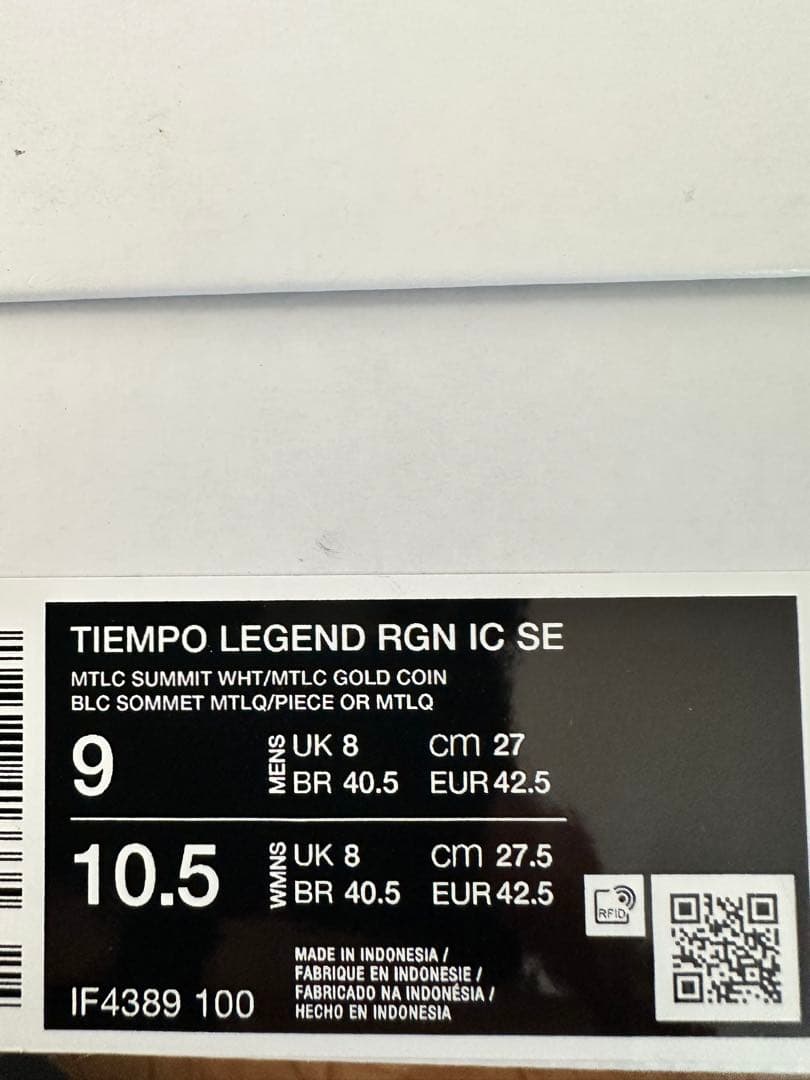 TIEMPO LEGEND RGN IC SE
MTLC SUMMIT WHT/MTLC GOLD COIN
BLC SOMMET MTLQ/PIECE OR MTLQ
9 MENS UK 8 CM 27
BR 40.5 EUR 42.5
10.5 WMNS UK 8 CM 27.5
BR 40.5 EUR 42.5
RFID
MADE IN INDONESIA /
FABRIQUE EN INDONESIE /
FABRICADO NA INDONÉSIA /
HECHO EN INDONESIA
IF4389 100